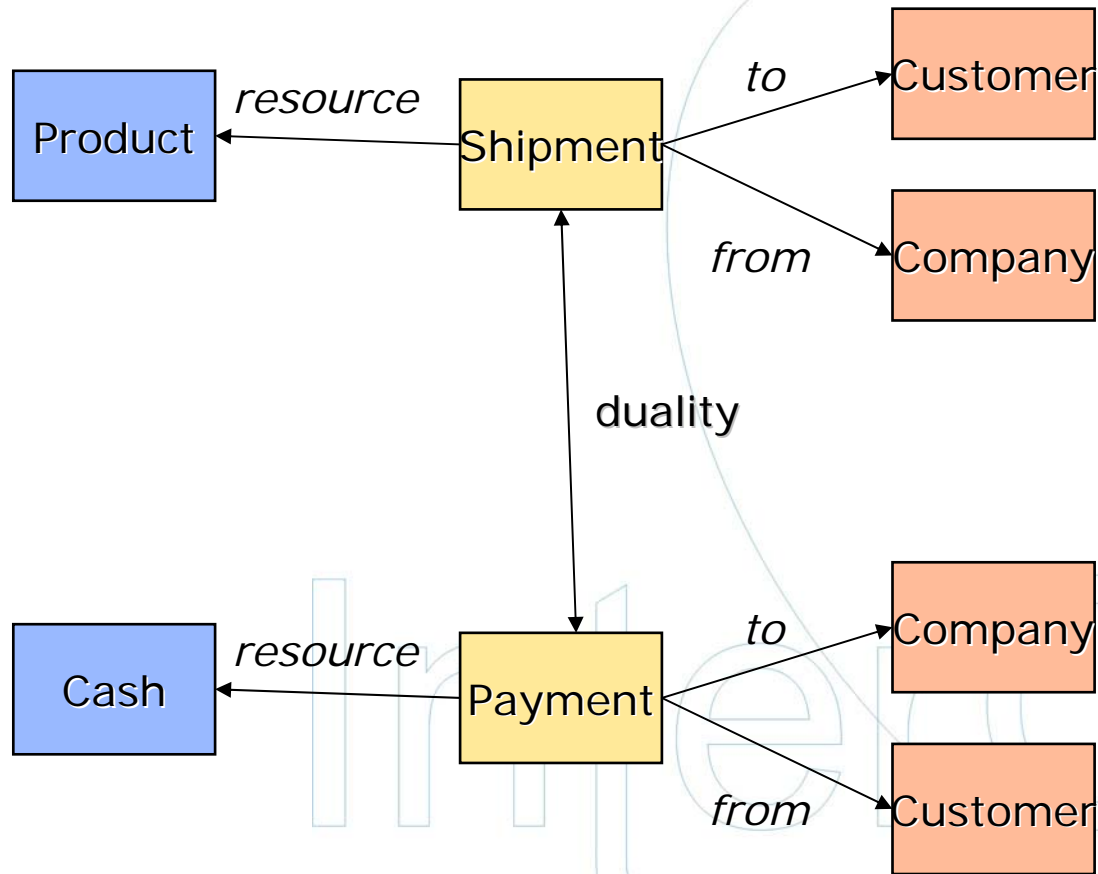 Customer
to
resource
Product
Shipment
from
Company
duality
Company
to
resource
Cash
Payment
from
Customer